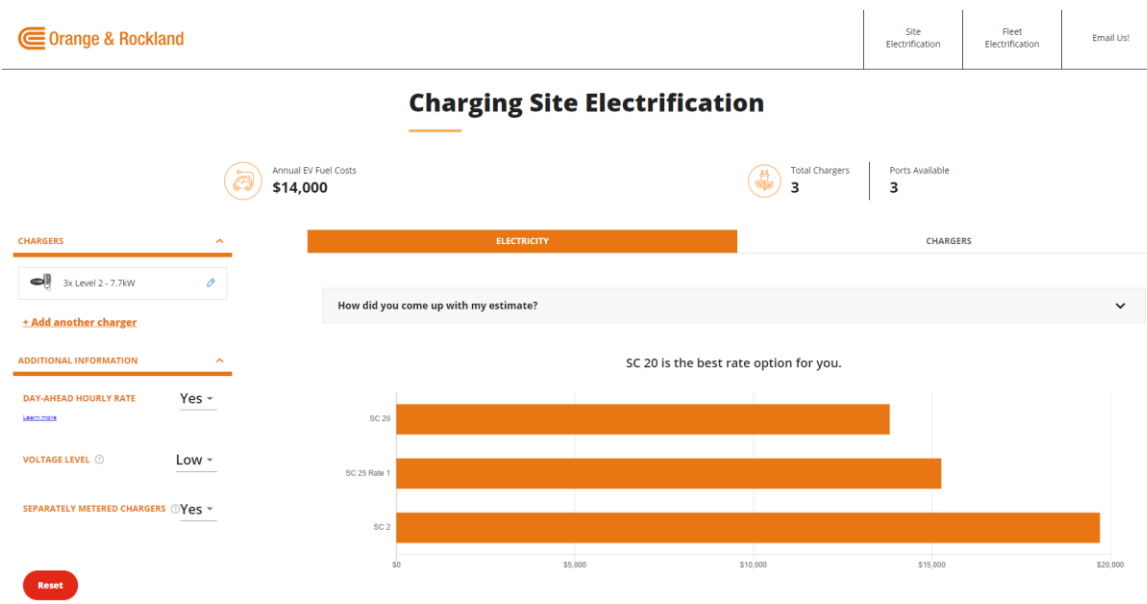 Orange & Rockland
Site
Electrification
Fleet
Electrification
Email Us!
Charging Site Electrification
Annual EV Fuel Costs
$14,000
Total Chargers
3
Ports Available
3
CHARGERS
3x Level 2 - 7.7kW
+ Add another charger
ADDITIONAL INFORMATION
DAY-AHEAD HOURLY RATE
Yes
Learn more
VOLTAGE LEVEL ?
Low
SEPARATELY METERED CHARGERS ?
Yes
Reset
ELECTRICITY
CHARGERS
How did you come up with my estimate?
SC 20 is the best rate option for you.
SC 20
SC 25 Rate 1
SC 2
$0
$5,000
$10,000
$15,000
$20,000